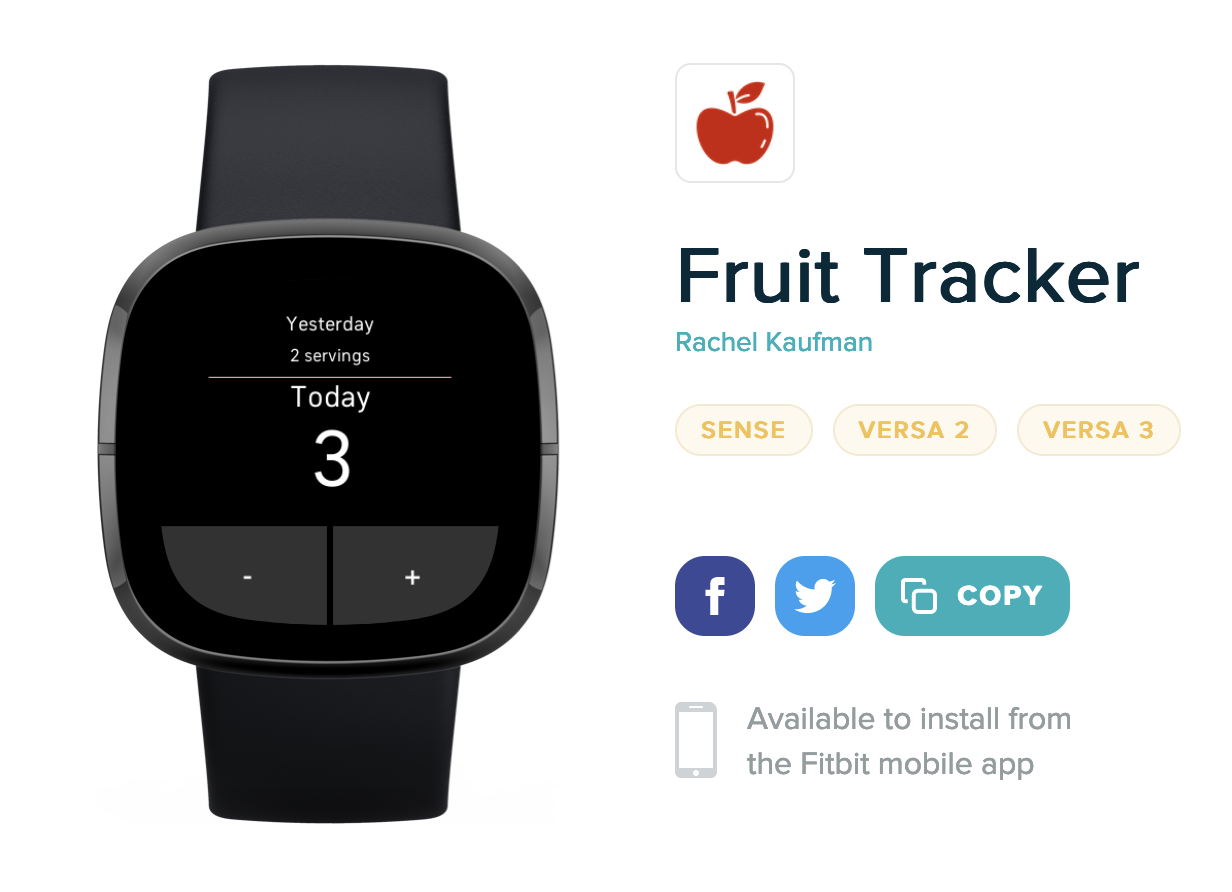 Yesterday
2 servings
Today
3
-
+
Fruit Tracker
Rachel Kaufman
SENSE
VERSA 2
VERSA 3
f
COPY
Available to install from
the Fitbit mobile app